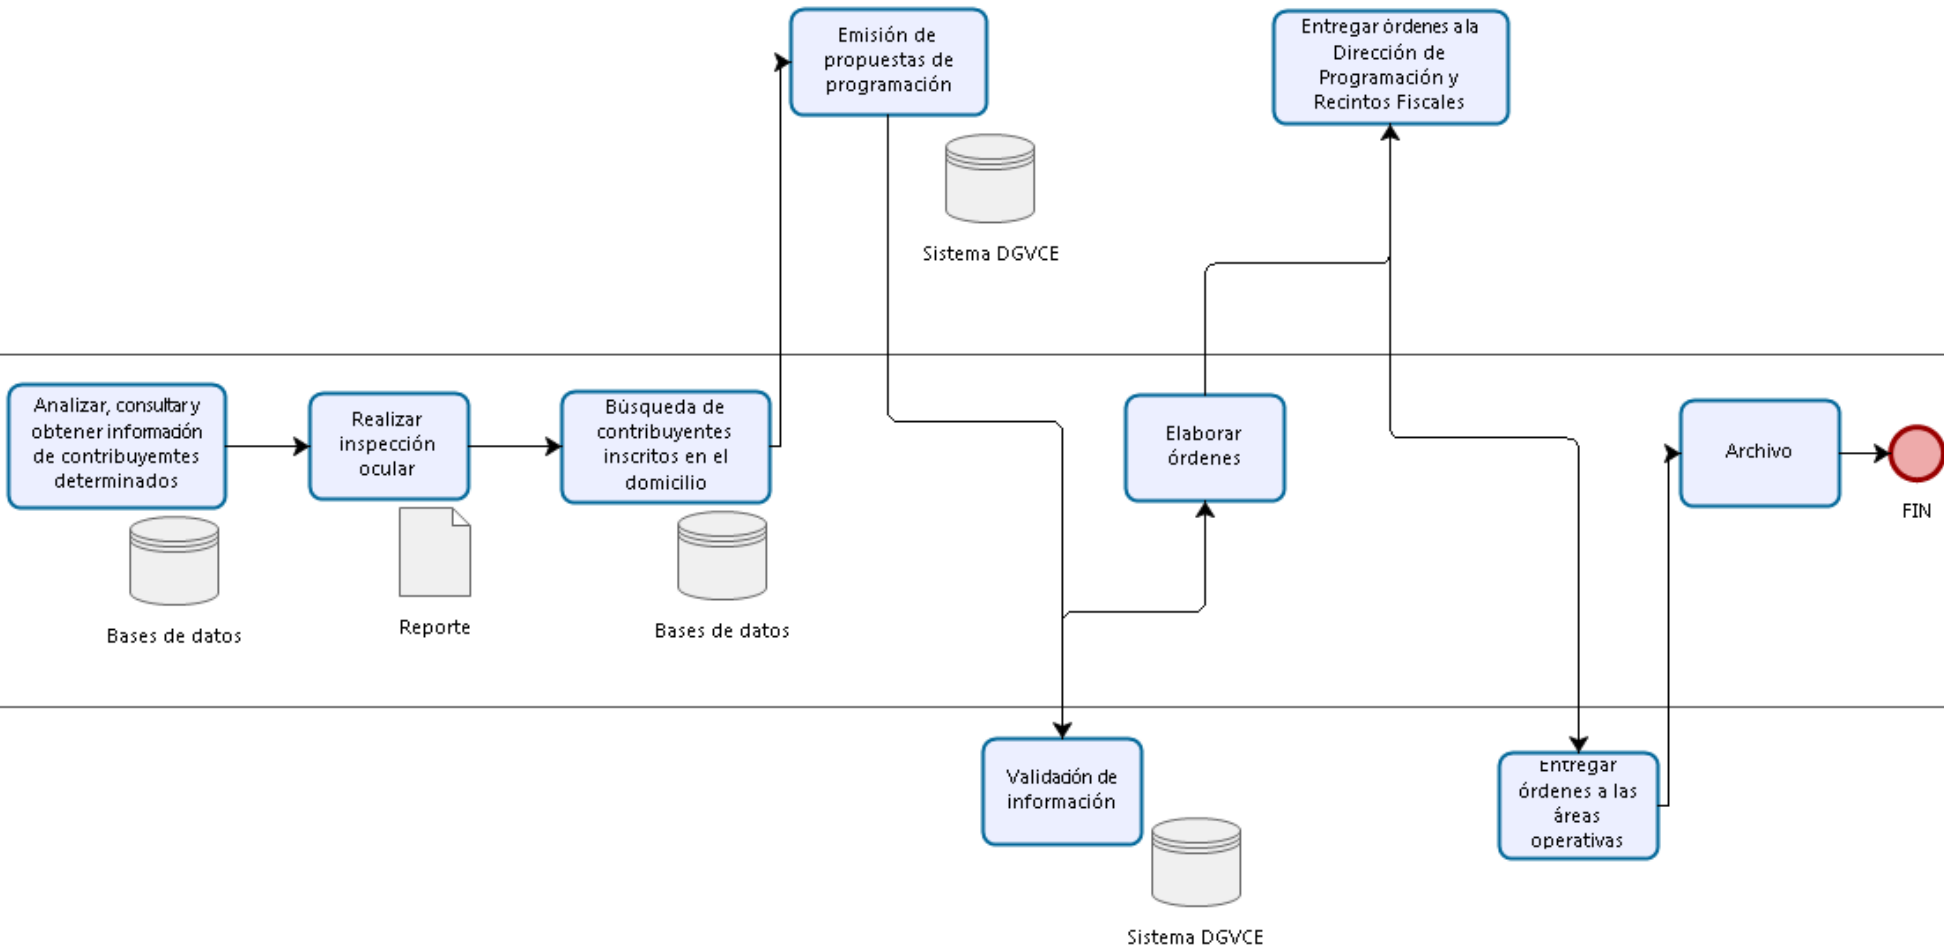 Emisión de
propuestas de
programación
Sistema DGVCE
Entregar órdenes a la
Dirección de
Programación y
Recintos Fiscales
Analizar, consultar y
obtener información
de contribuyemtes
determinados
Bases de datos
Realizar
inspección
ocular
Reporte
Búsqueda de
contribuyentes
inscritos en el
domicilio
Bases de datos
Elaborar
órdenes
Archivo
FIN
Validación de
información
Sistema DGVCE
Entregar
órdenes a las
áreas
operativas